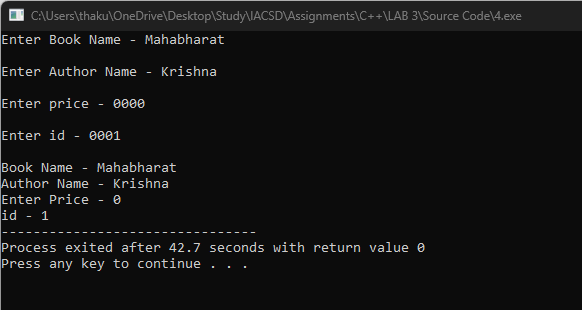 C:\Users\thaku\OneDrive\Desktop\Study\IACSD\Assignments\C++\LAB 3\Source Code\4.exe
Enter Book Name - Mahabharat
Enter Author Name - Krishna
Enter price - 0000
Enter id - 0001
Book Name - Mahabharat
Author Name - Krishna
Enter Price - 0
id - 1
--------------------------------
Process exited after 42.7 seconds with return value 0
Press any key to continue . . .